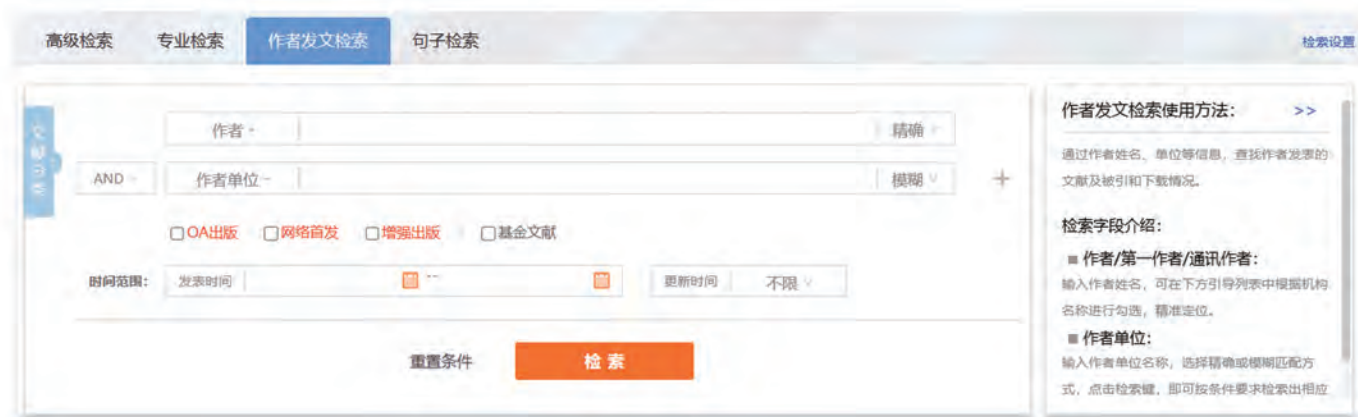 高级检索 专业检索 作者发文检索 句子检索 检索设置
作者 精确
AND 作者单位 模糊 +
OA出版 网络首发 增强出版 基金文献
时间范围: 发表时间 -- 更新时间 不限
重置条件 检索
作者发文检索使用方法: >>
通过作者姓名、单位等信息，查找作者发表的
文献及被引和下载情况。
检索字段介绍:
■ 作者/第一作者/通讯作者:
输入作者姓名，可在下方引导列表中根据机构
名称进行勾选，精准定位。
■ 作者单位:
输入作者单位名称，选择精确或模糊匹配方
式，点击检索键，即可按条件要求检索出相应